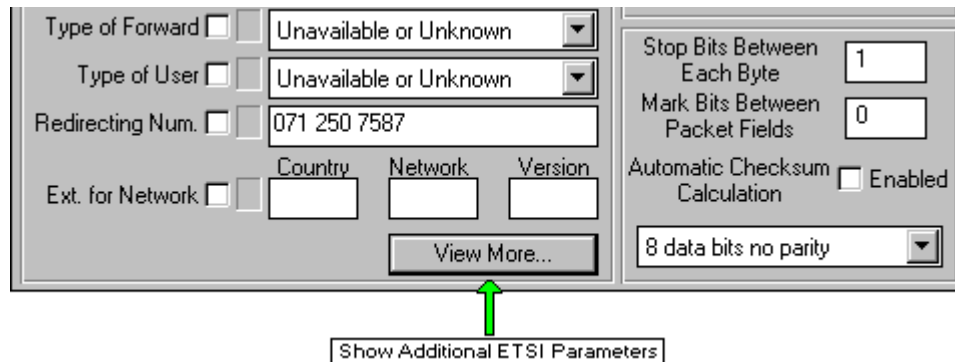 Type of Forward Unavailable or Unknown
Type of User Unavailable or Unknown
Redirecting Num. 071 250 7587
Country Network Version
Ext. for Network
View More...
Stop Bits Between
Each Byte
1
Mark Bits Between
Packet Fields
0
Automatic Checksum
Calculation
Enabled
8 data bits no parity
Show Additional ETSI Parameters